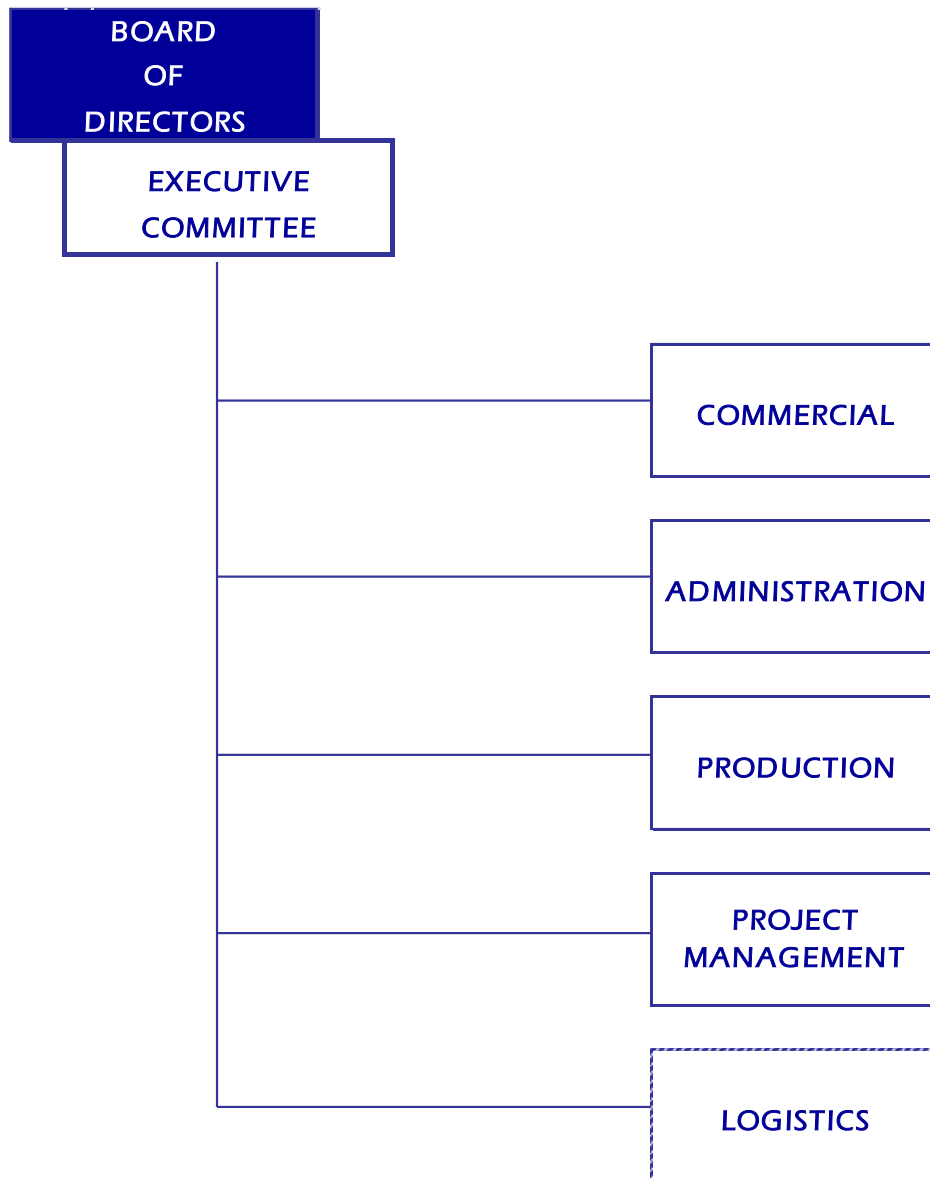 BOARD
OF
DIRECTORS
EXECUTIVE
COMMITTEE
COMMERCIAL
ADMINISTRATION
PRODUCTION
PROJECT
MANAGEMENT
LOGISTICS